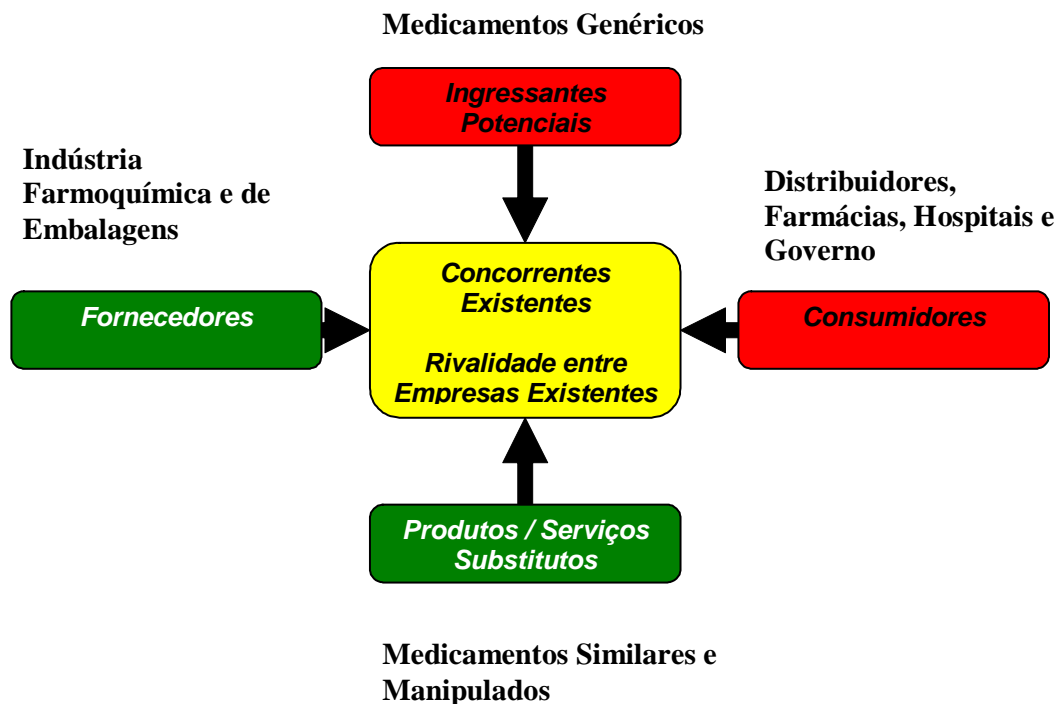 Medicamentos Genéricos
Ingressantes
Potenciais
Indústria
Farmoquímica e de
Embalagens
Distribuidores,
Farmácias, Hospitais e
Governo
Fornecedores
Concorrentes
Existentes
Rivalidade entre
Empresas Existentes
Consumidores
Produtos / Serviços
Substitutos
Medicamentos Similares e
Manipulados